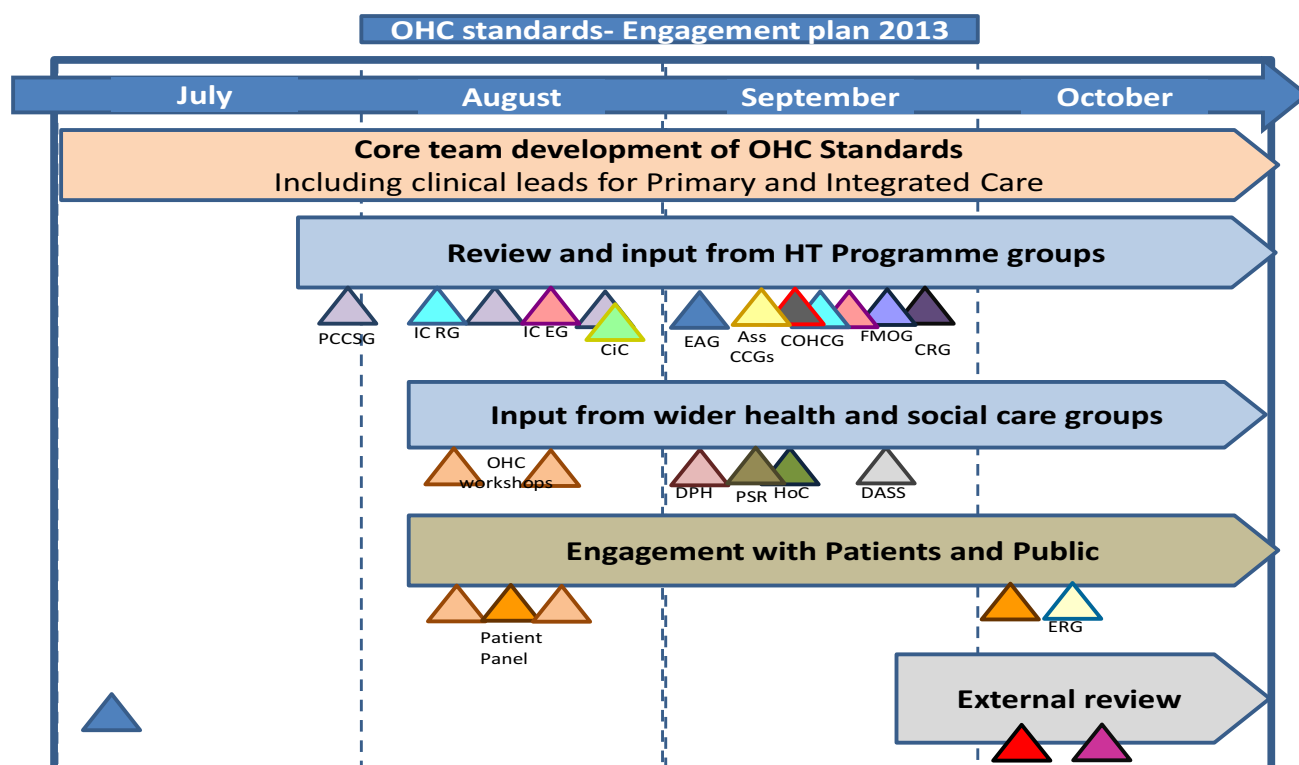 OHC standards- Engagement plan 2013
July August September October
Core team development of OHC Standards
Including clinical leads for Primary and Integrated Care
Review and input from HT Programme groups
PCCSG IC RG IC EG CiC EAG Ass CCGs COHCG FMOG CRG
Input from wider health and social care groups
OHC workshops DPH PSR HoC DASS
Engagement with Patients and Public
Patient Panel ERG
External review